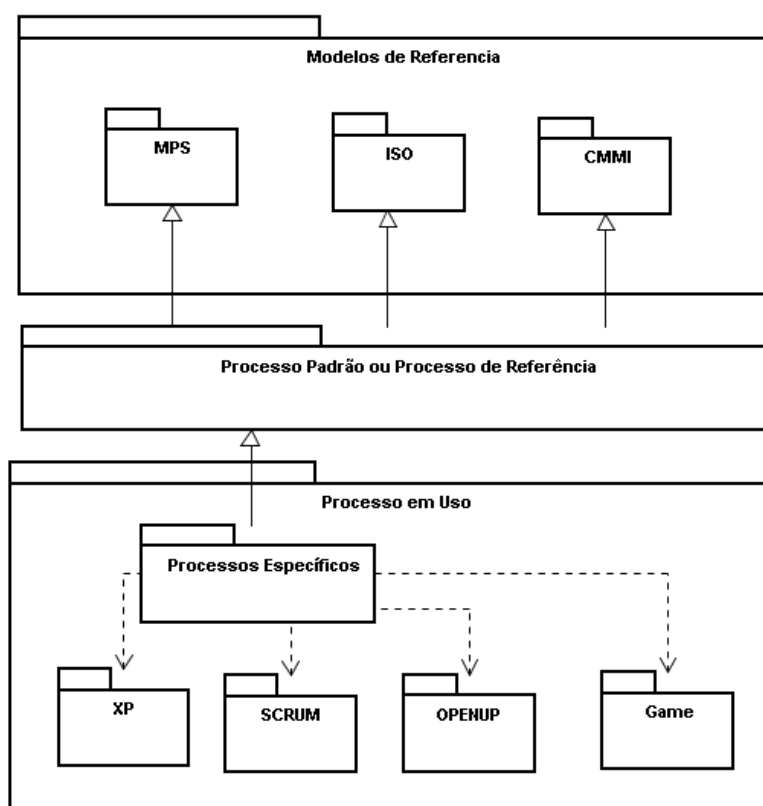 Modelos de Referencia
MPS
ISO
CMMI
Processo Padrão ou Processo de Referência
Processo em Uso
Processos Específicos
XP
SCRUM
OPENUP
Game